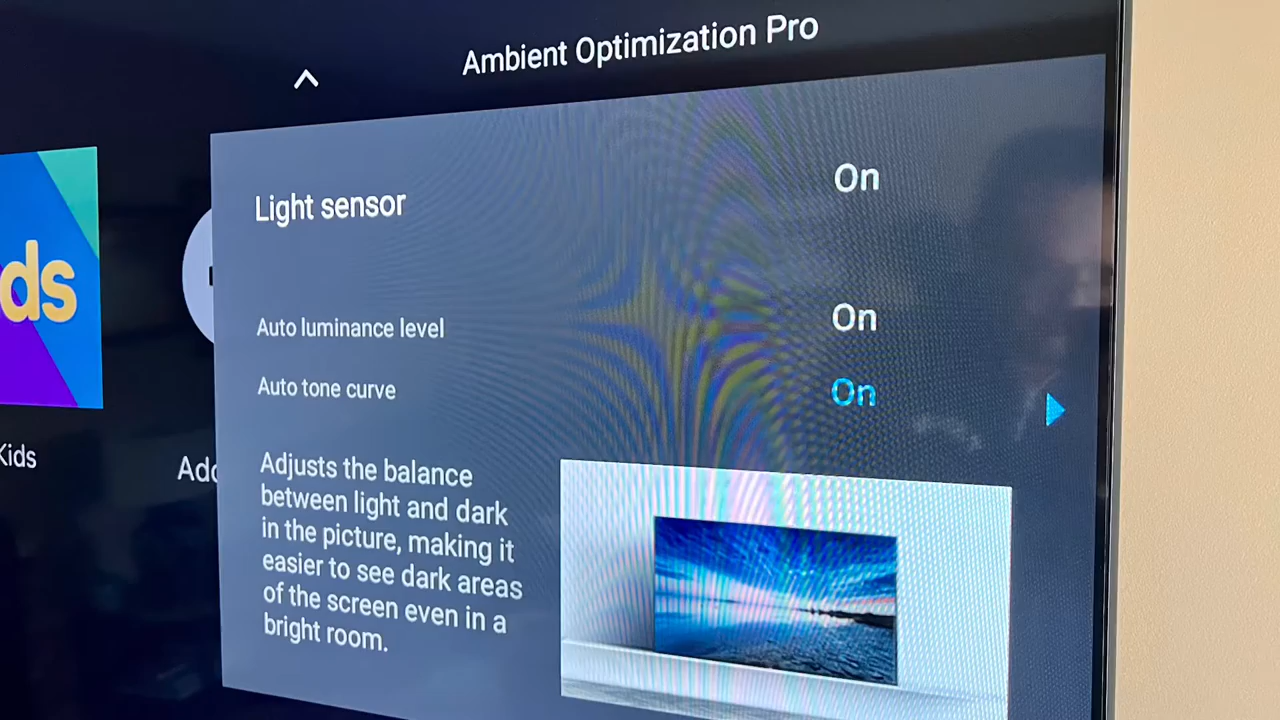 Ambient Optimization Pro
Light sensor On
Auto luminance level On
Auto tone curve On
Adjusts the balance
between light and dark
in the picture, making it
easier to see dark areas
of the screen even in a
bright room.
ds
Kids